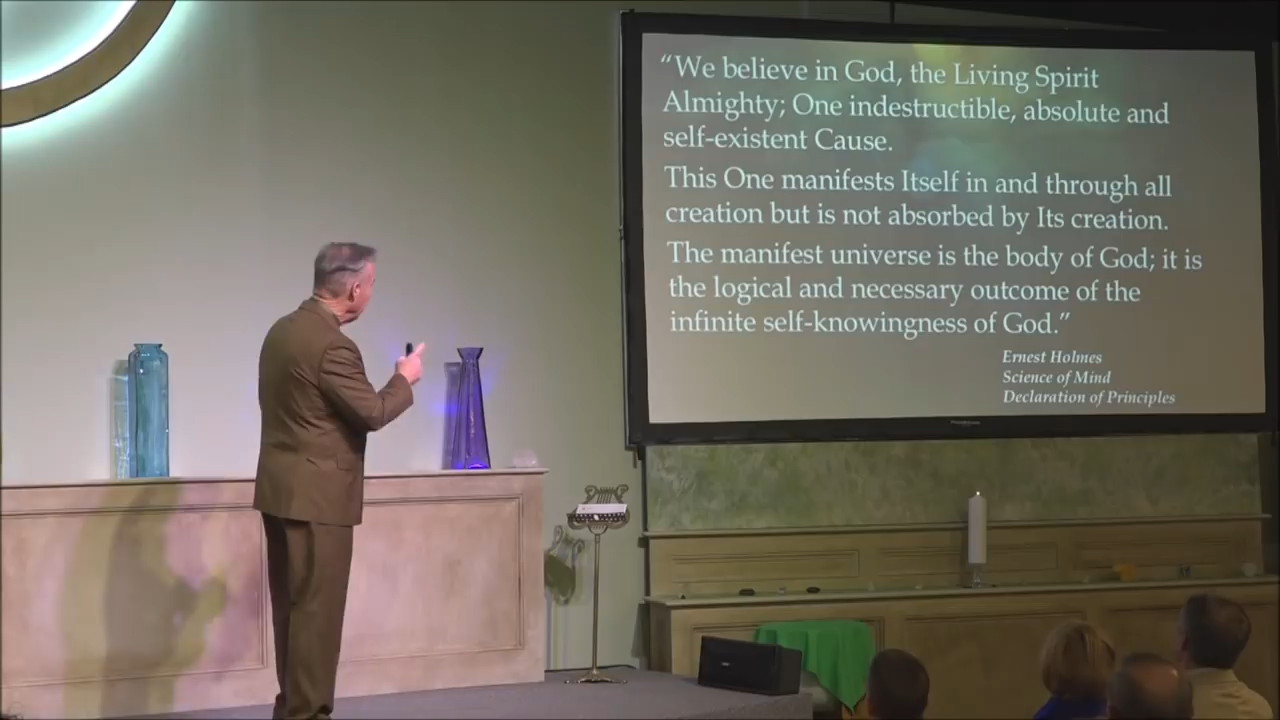 “We believe in God, the Living Spirit
Almighty; One indestructible, absolute and
self-existent Cause.
This One manifests Itself in and through all
creation but is not absorbed by Its creation.
The manifest universe is the body of God; it is
the logical and necessary outcome of the
infinite self-knowingness of God.”
Ernest Holmes
Science of Mind
Declaration of Principles